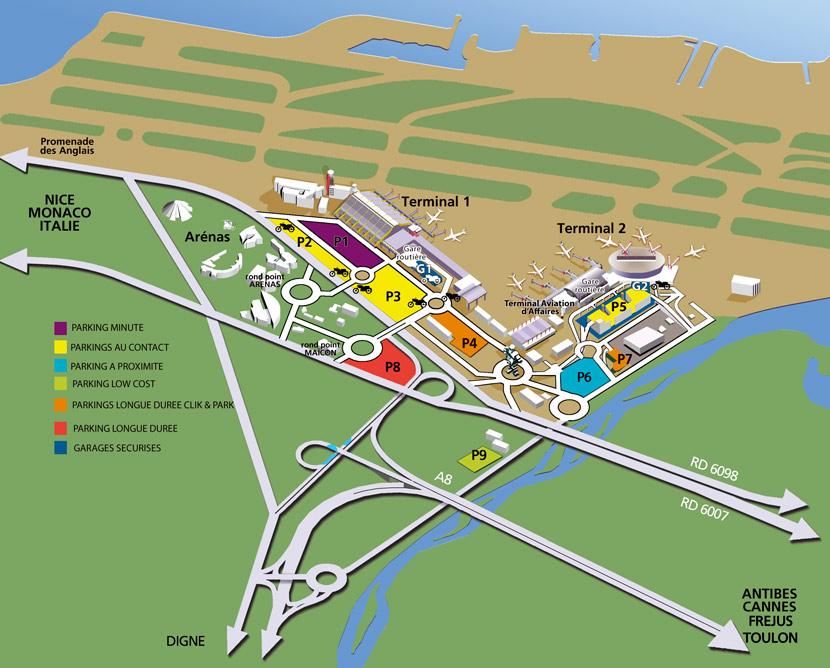 Promenade
des Anglais
NICE
MONACO
ITALIE
Arénas
Terminal 1
Terminal 2
P2
P1
Gare
routière
G1
rond point
ARENAS
P3
Gare
routière
G2
P5
Terminal Aviation
d'Affaires
rond point
MAICON
P4
P7
P8
P6
PARKING MINUTE
PARKINGS AU CONTACT
PARKING A PROXIMITE
PARKING LOW COST
PARKINGS LONGUE DUREE CLIK & PARK
PARKING LONGUE DUREE
GARAGES SECURISES
P9
A8
RD 6098
RD 6007
ANTIBES
CANNES
FREJUS
TOULON
DIGNE